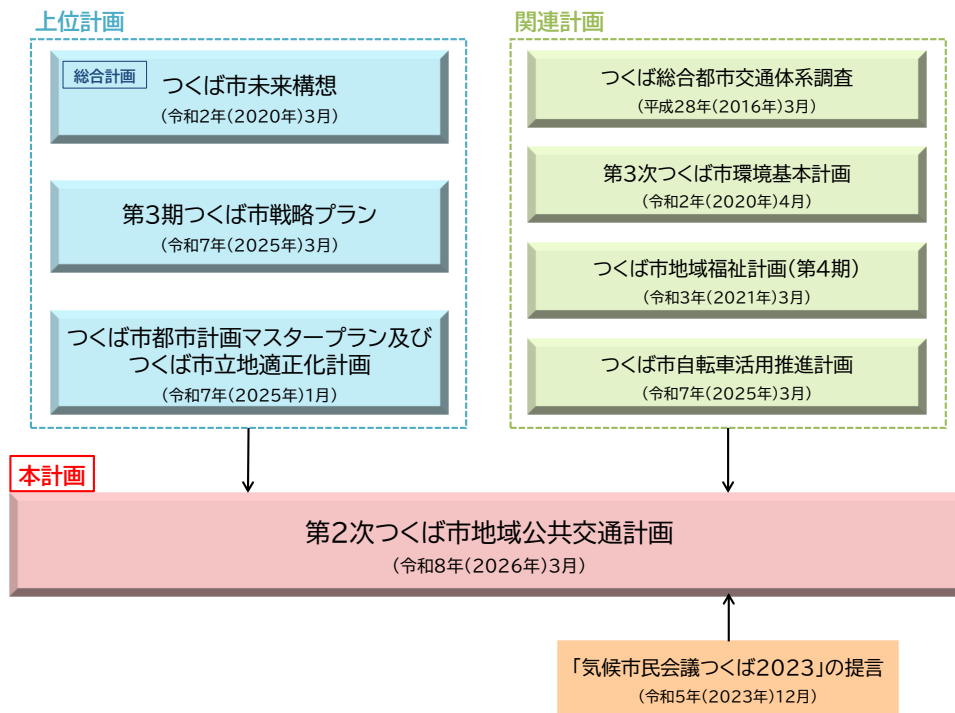 上位計画
総合計画
つくば市未来構想
(令和2年(2020年)3月)
第3期つくば市戦略プラン
(令和7年(2025年)3月)
つくば市都市計画マスタープラン及び
つくば市立地適正化計画
(令和7年(2025年)1月)
関連計画
つくば総合都市交通体系調査
(平成28年(2016年)3月)
第3次つくば市環境基本計画
(令和2年(2020年)4月)
つくば市地域福祉計画(第4期)
(令和3年(2021年)3月)
つくば市自転車活用推進計画
(令和7年(2025年)3月)
本計画
第2次つくば市地域公共交通計画
(令和8年(2026年)3月)
「気候市民会議つくば2023」の提言
(令和5年(2023年)12月)